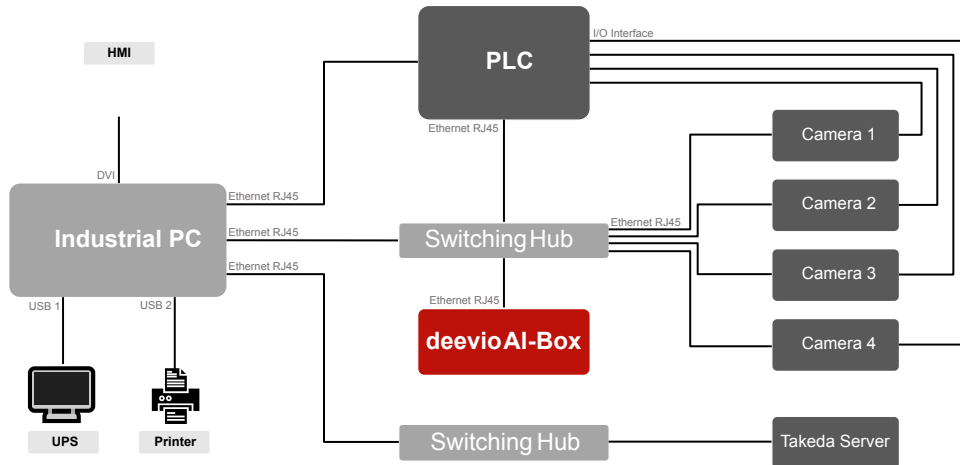 I/O Interface
HMI
PLC
Ethernet RJ45
Camera 1
DVI
Ethernet RJ45
Camera 2
Ethernet RJ45
Industrial PC
Ethernet RJ45
Switching Hub
Camera 3
Ethernet RJ45
USB 1
USB 2
Ethernet RJ45
deevio AI-Box
Camera 4
UPS
Printer
Switching Hub
Takeda Server